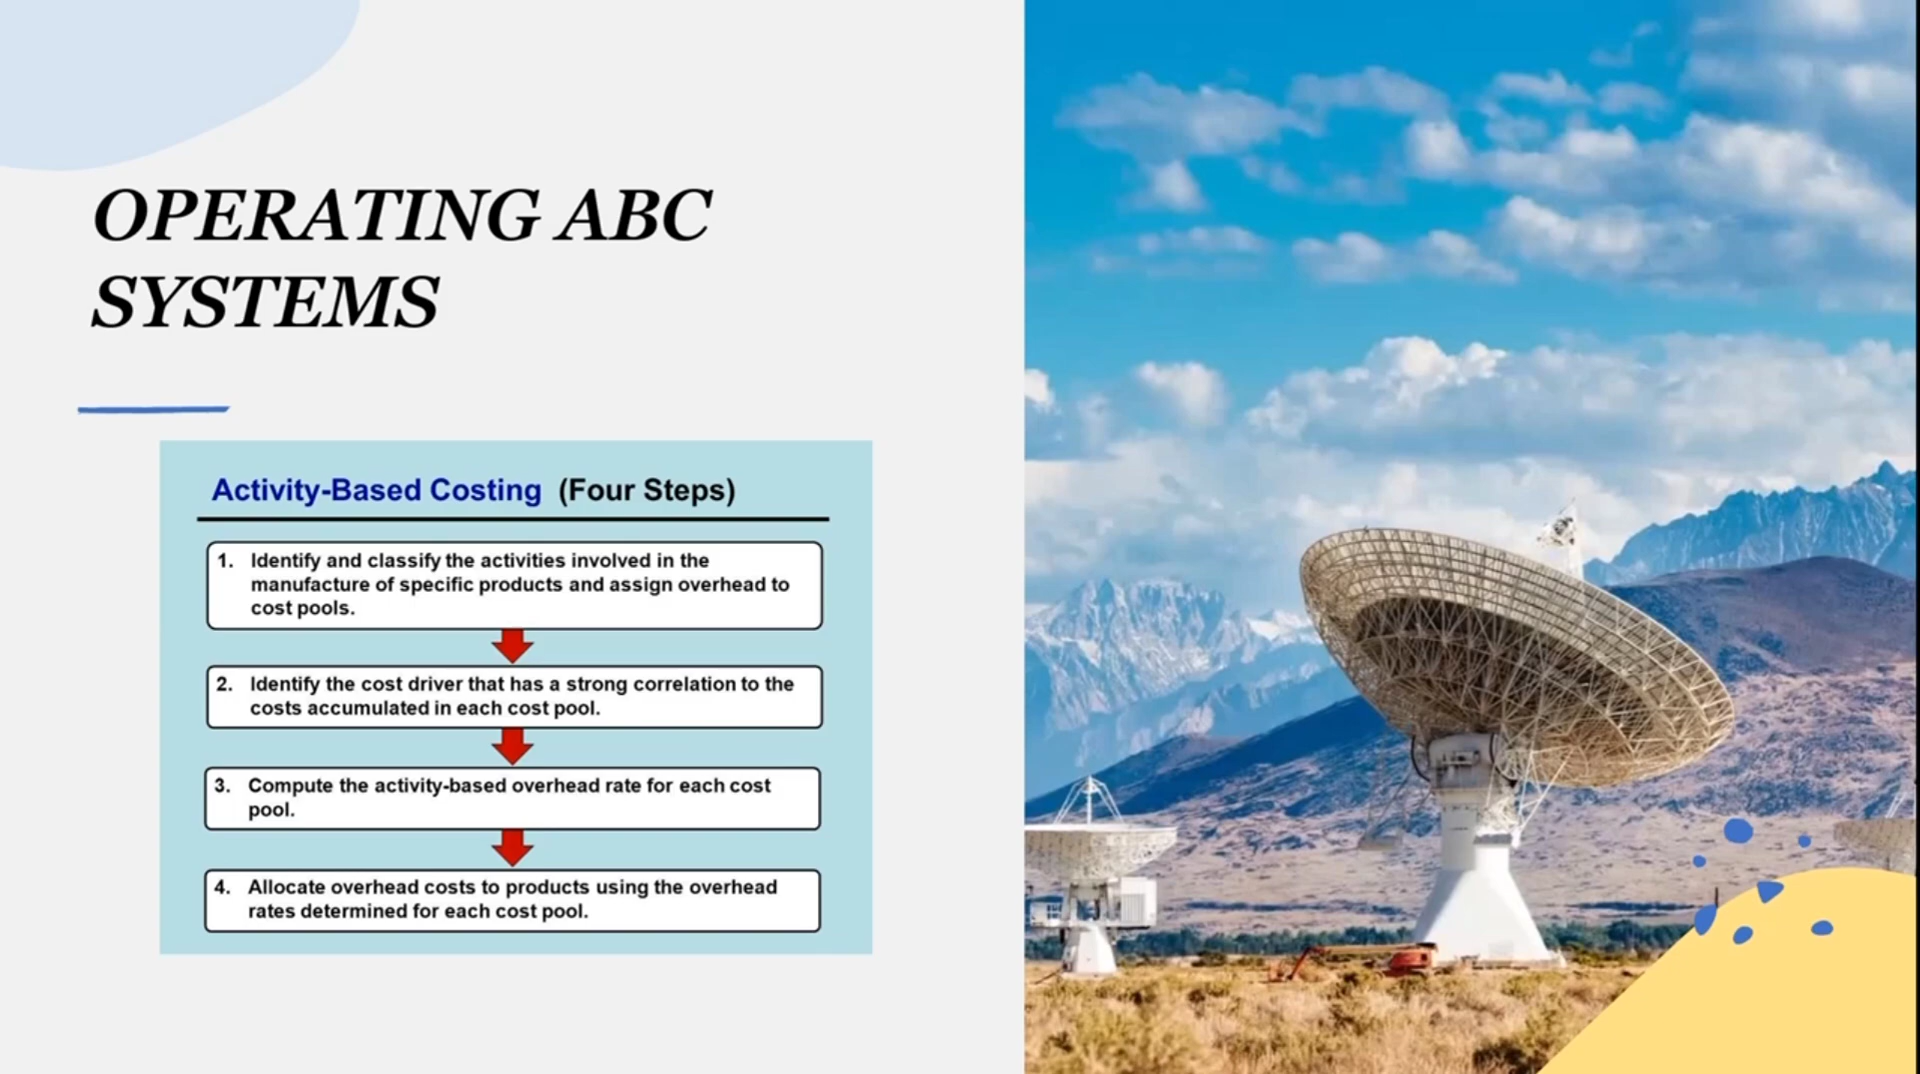 OPERATING ABC
SYSTEMS
Activity-Based Costing (Four Steps)
1. Identify and classify the activities involved in the
manufacture of specific products and assign overhead to
cost pools.
2. Identify the cost driver that has a strong correlation to the
costs accumulated in each cost pool.
3. Compute the activity-based overhead rate for each cost
pool.
4. Allocate overhead costs to products using the overhead
rates determined for each cost pool.